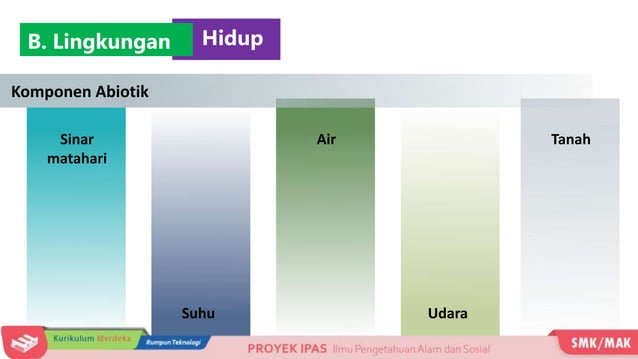 B. Lingkungan Hidup
Komponen Abiotik
Sinar
matahari
Suhu
Air
Udara
Tanah
Kurikulum Merdeka
Rumpun Teknologi
PROYEK IPAS Ilmu Pengetahuan Alam dan Sosial
SMK/MAK